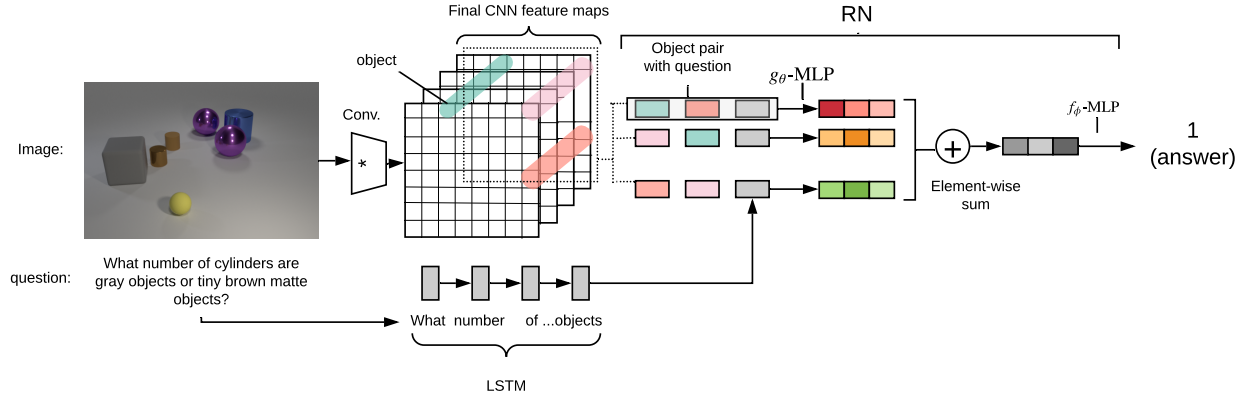 Final CNN feature maps
RN
object
Object pair
with question
gθ-MLP
Conv.
*
fϕ-MLP
Image:
+
1
(answer)
Element-wise
sum
question:
What number of cylinders are
gray objects or tiny brown matte
objects?
What number of ...objects
LSTM